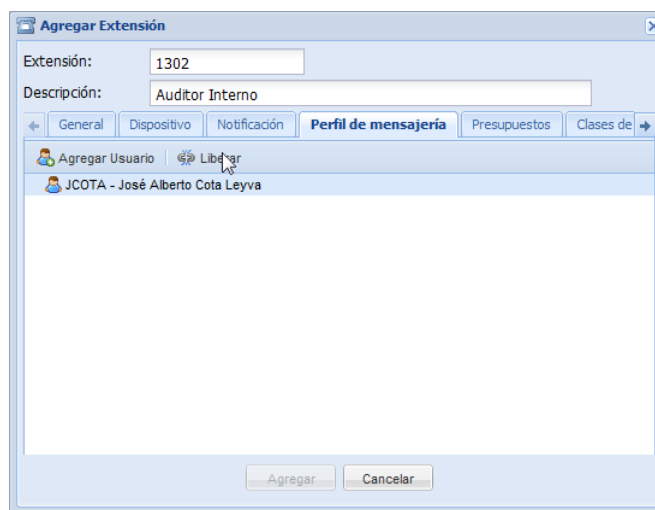 Agregar Extensión
Extensión: 1302
Descripción: Auditor Interno
General Dispositivo Notificación Perfil de mensajería Presupuestos Clases de
Agregar Usuario Liberar
JCOTA - José Alberto Cota Leyva
Agregar Cancelar